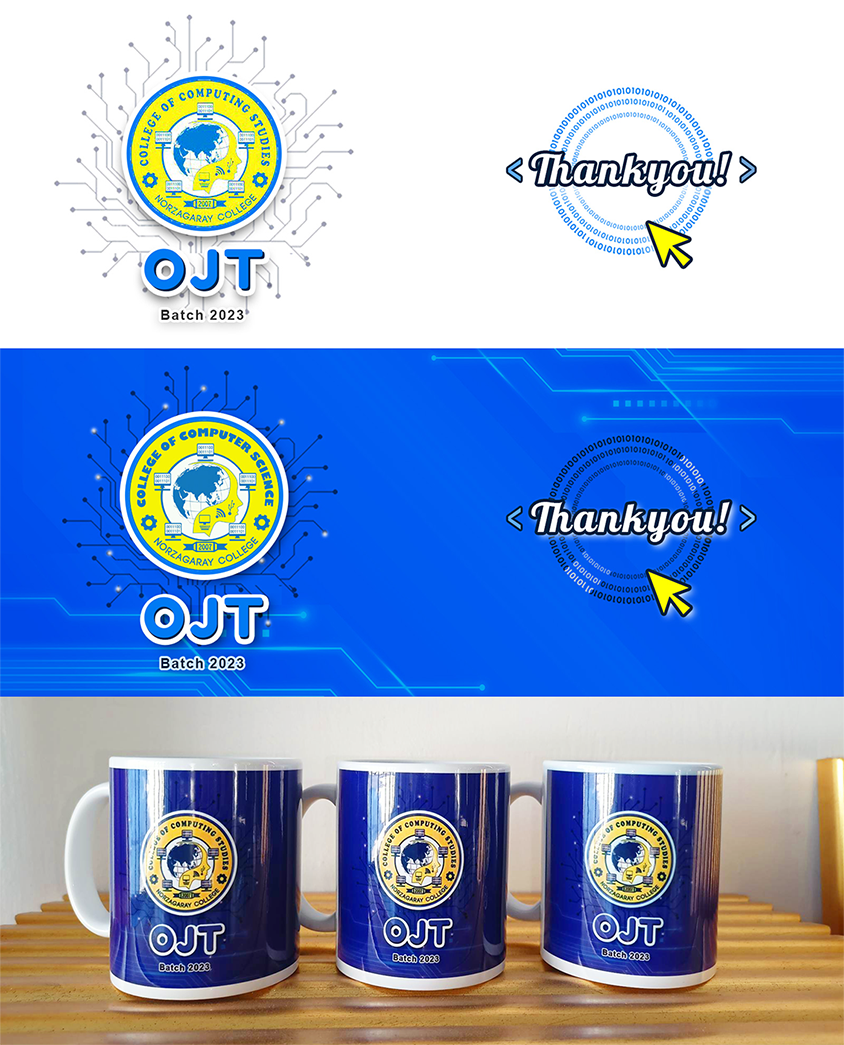 COLLEGE OF COMPUTING STUDIES
2007
NORZAGARAY COLLEGE
OJT
Batch 2023
< Thankyou! >
COLLEGE OF COMPUTER SCIENCE
2007
NORZAGARAY COLLEGE
OJT
Batch 2023
< Thankyou! >
COLLEGE OF COMPUTING STUDIES
NORZAGARAY COLLEGE
OJT
Batch 2023
COLLEGE OF COMPUTING STUDIES
NORZAGARAY COLLEGE
OJT
Batch 2023
COLLEGE OF COMPUTING STUDIES
NORZAGARAY COLLEGE
OJT
Batch 2023